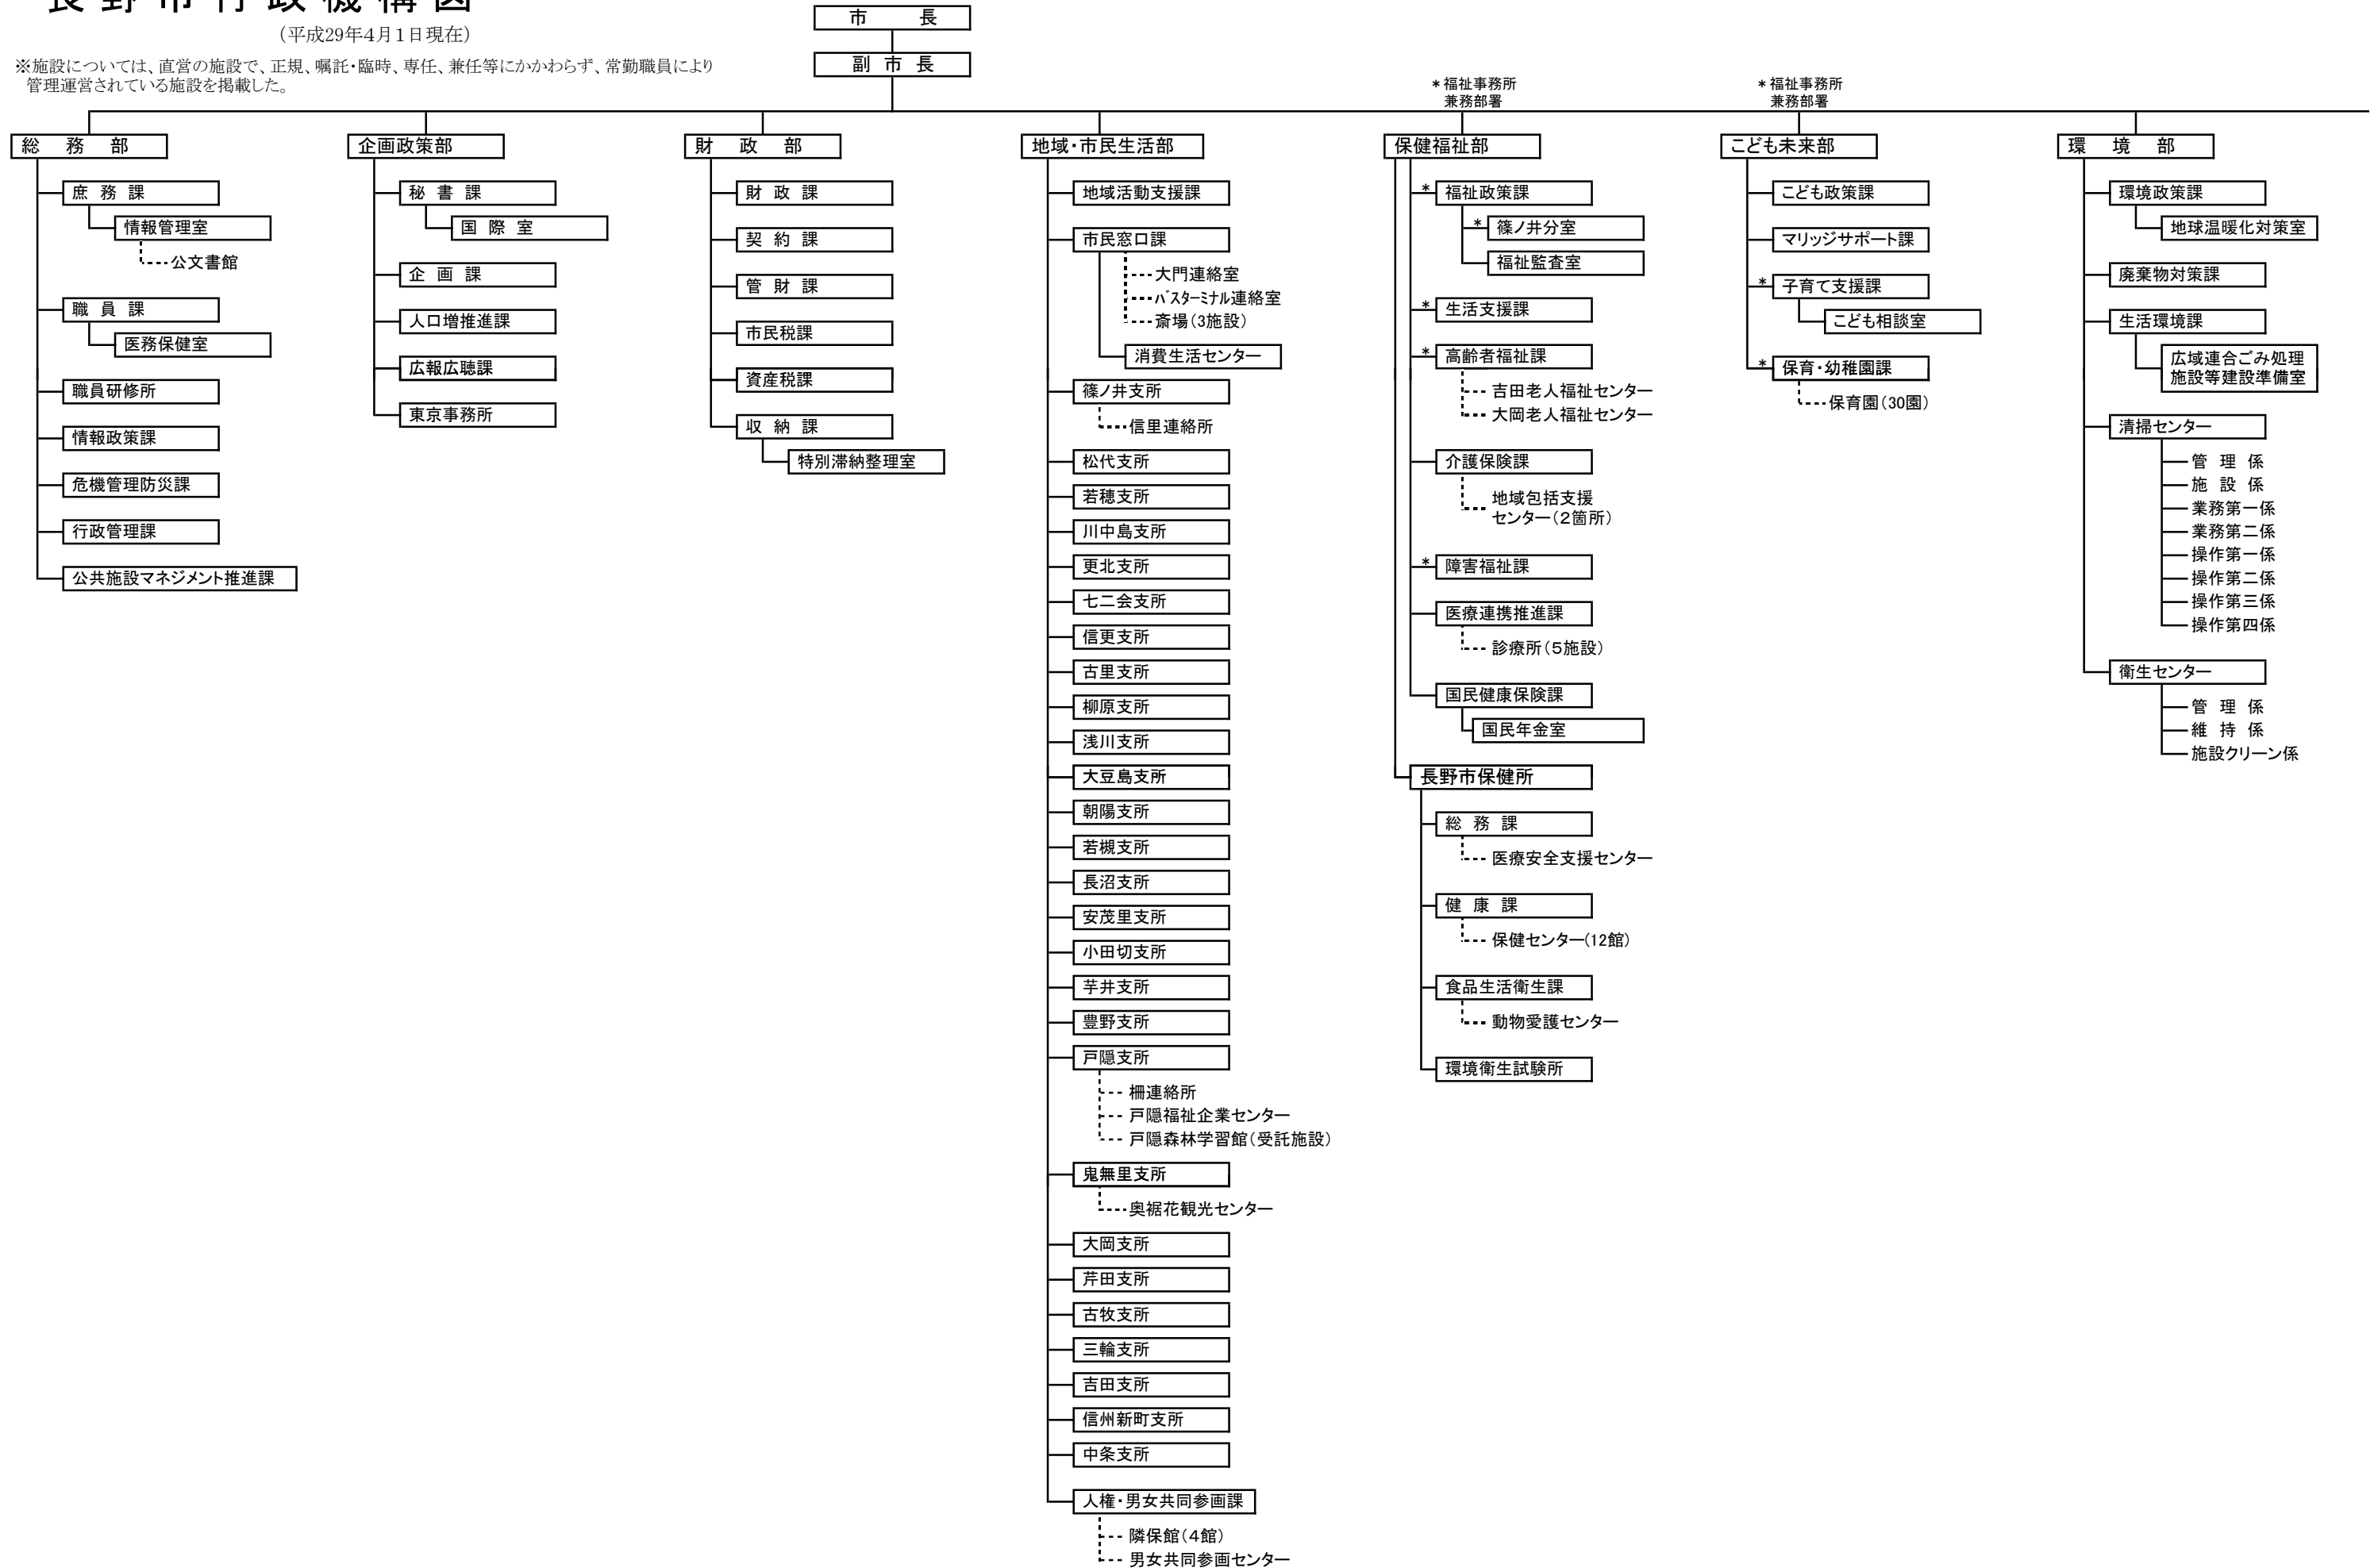 長野市行政機構図
（平成29年4月１日現在）
※施設については、直営の施設で、正規、嘱託・臨時、専任、兼任等にかかわらず、常勤職員により
管理運営されている施設を掲載した。
市　　長
副 市 長
＊福祉事務所
兼務部署
＊福祉事務所
兼務部署
総　務　部
庶 務 課
情報管理室
公文書館
職 員 課
医務保健室
職員研修所
情報政策課
危機管理防災課
行政管理課
公共施設マネジメント推進課
企画政策部
秘 書 課
国 際 室
企 画 課
人口増推進課
広報広聴課
東京事務所
財　政　部
財 政 課
契 約 課
管 財 課
市民税課
資産税課
収 納 課
特別滞納整理室
地域・市民生活部
地域活動支援課
市民窓口課
大門連絡室
ﾊﾞｽﾀｰﾐﾅﾙ連絡室
斎場（3施設）
消費生活センター
篠ノ井支所
信里連絡所
松代支所
若穂支所
川中島支所
更北支所
七二会支所
信更支所
古里支所
柳原支所
浅川支所
大豆島支所
朝陽支所
若槻支所
長沼支所
安茂里支所
小田切支所
芋井支所
豊野支所
戸隠支所
柵連絡所
戸隠福祉企業センター
戸隠森林学習館（受託施設）
鬼無里支所
奥裾花観光センター
大岡支所
芹田支所
古牧支所
三輪支所
吉田支所
信州新町支所
中条支所
人権・男女共同参画課
隣保館（４館）
男女共同参画センター
保健福祉部
* 福祉政策課
* 篠ノ井分室
福祉監査室
* 生活支援課
* 高齢者福祉課
吉田老人福祉センター
大岡老人福祉センター
介護保険課
地域包括支援
センター（２箇所）
* 障害福祉課
医療連携推進課
診療所（５施設）
国民健康保険課
国民年金室
長野市保健所
総 務 課
医療安全支援センター
健 康 課
保健センター(12館)
食品生活衛生課
動物愛護センター
環境衛生試験所
こども未来部
こども政策課
マリッジサポート課
* 子育て支援課
こども相談室
* 保育・幼稚園課
保育園（30園）
環　境　部
環境政策課
地球温暖化対策室
廃棄物対策課
生活環境課
広域連合ごみ処理
施設等建設準備室
清掃センター
管 理 係
施 設 係
業務第一係
業務第二係
操作第一係
操作第二係
操作第三係
操作第四係
衛生センター
管 理 係
維 持 係
施設クリーン係